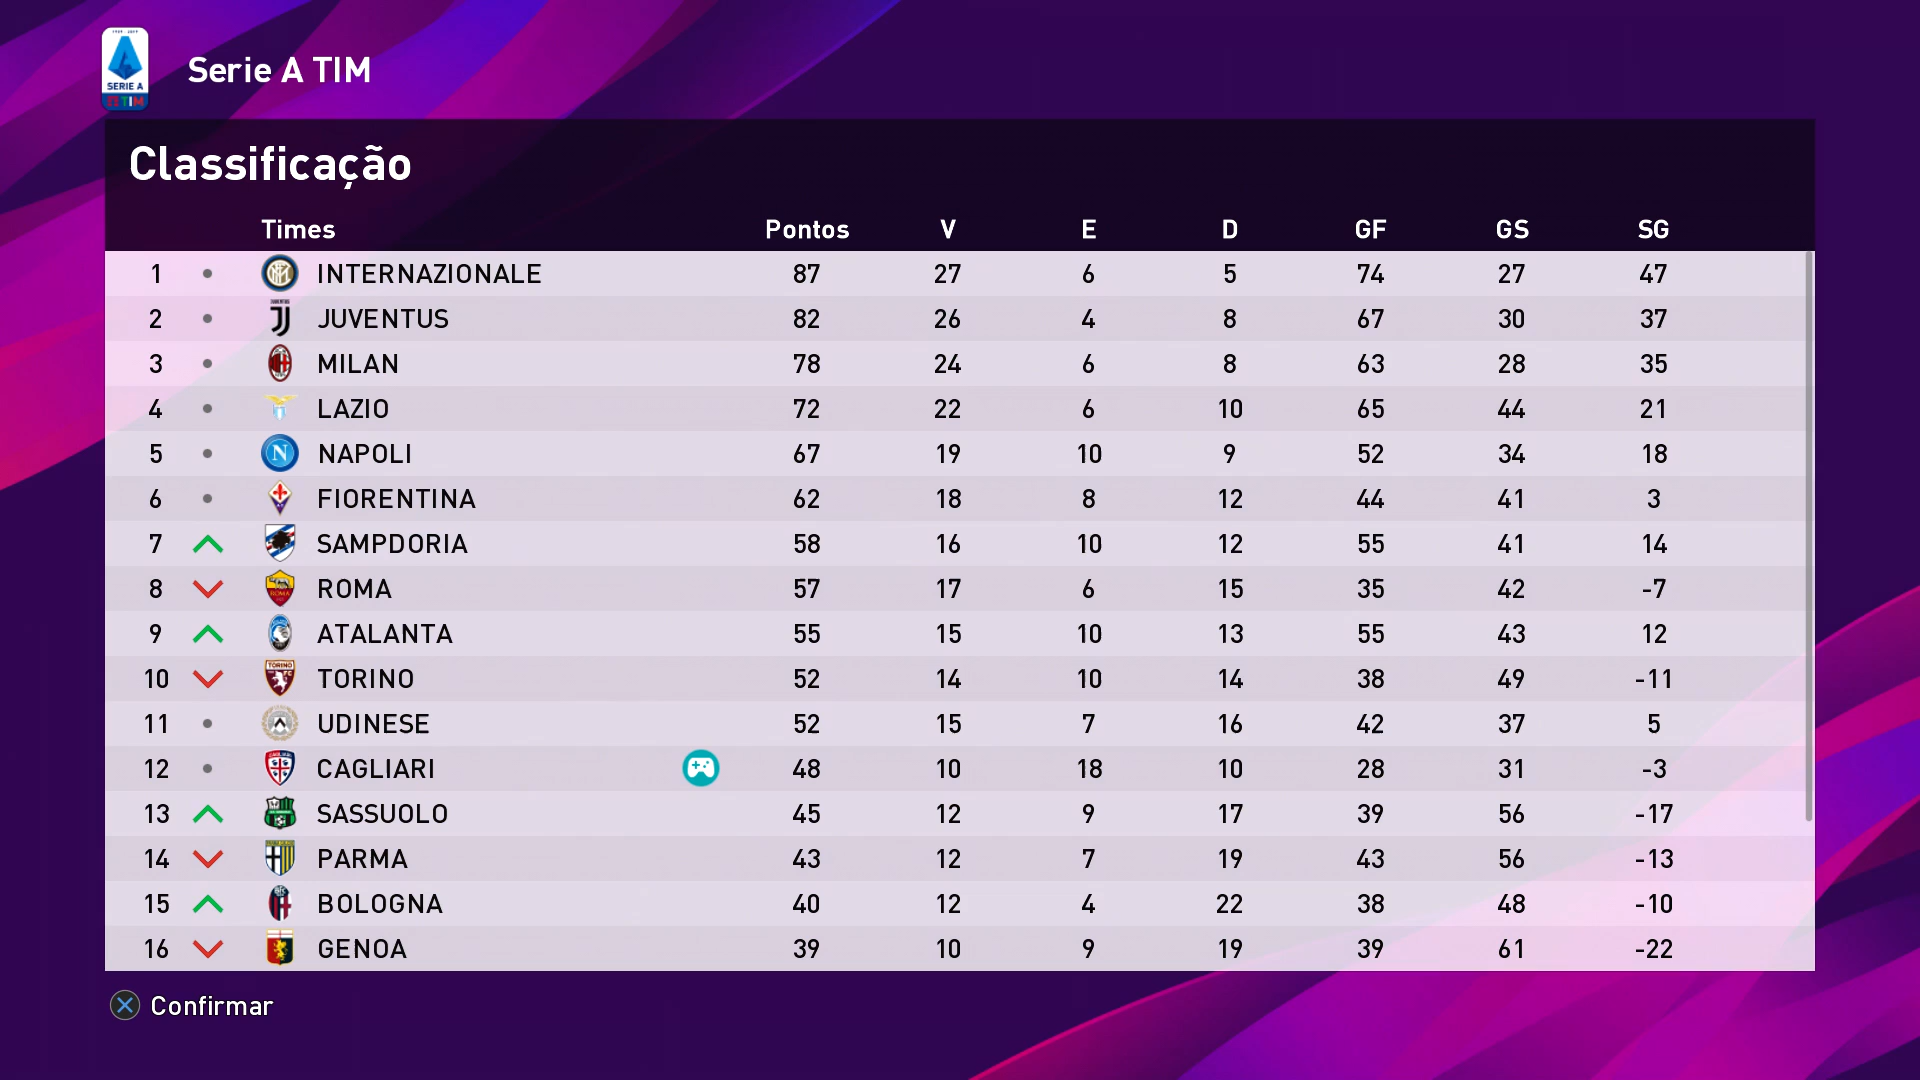 SERIE A
TIM
Serie A TIM
Classificação
Times Pontos V E D GF GS SG
1 INTERNAZIONALE 87 27 6 5 74 27 47
2 JUVENTUS 82 26 4 8 67 30 37
3 MILAN 78 24 6 8 63 28 35
4 LAZIO 72 22 6 10 65 44 21
5 NAPOLI 67 19 10 9 52 34 18
6 FIORENTINA 62 18 8 12 44 41 3
7 SAMPDORIA 58 16 10 12 55 41 14
8 ROMA 57 17 6 15 35 42 -7
9 ATALANTA 55 15 10 13 55 43 12
10 TORINO 52 14 10 14 38 49 -11
11 UDINESE 52 15 7 16 42 37 5
12 CAGLIARI 48 10 18 10 28 31 -3
13 SASSUOLO 45 12 9 17 39 56 -17
14 PARMA 43 12 7 19 43 56 -13
15 BOLOGNA 40 12 4 22 38 48 -10
16 GENOA 39 10 9 19 39 61 -22
Confirmar